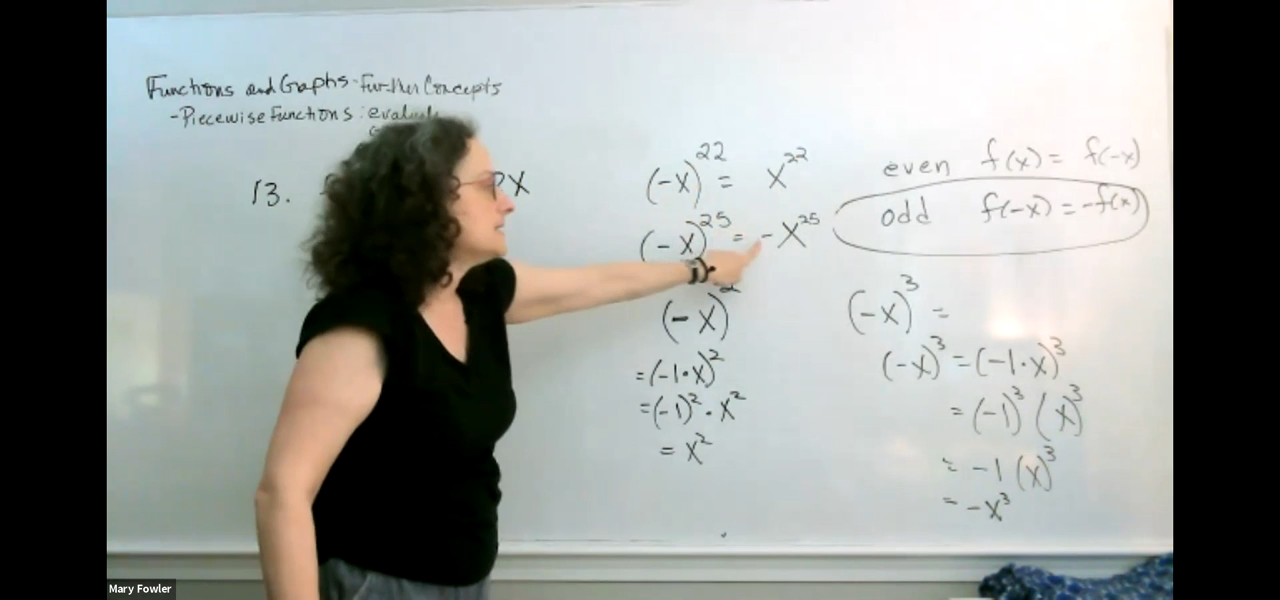 Functions and Graphs - Further Concepts
- Piecewise Functions : evaluate
13.
(-x)^22 = x^22
(-x)^25 = -x^25
(-x)^2
=(-1·x)^2
=(-1)^2 · x^2
= x^2
even f(x) = f(-x)
odd f(-x) = -f(x)
(-x)^3 =
(-x)^3 = (-1·x)^3
= (-1)^3 (x)^3
= -1 (x)^3
= -x^3
Mary Fowler